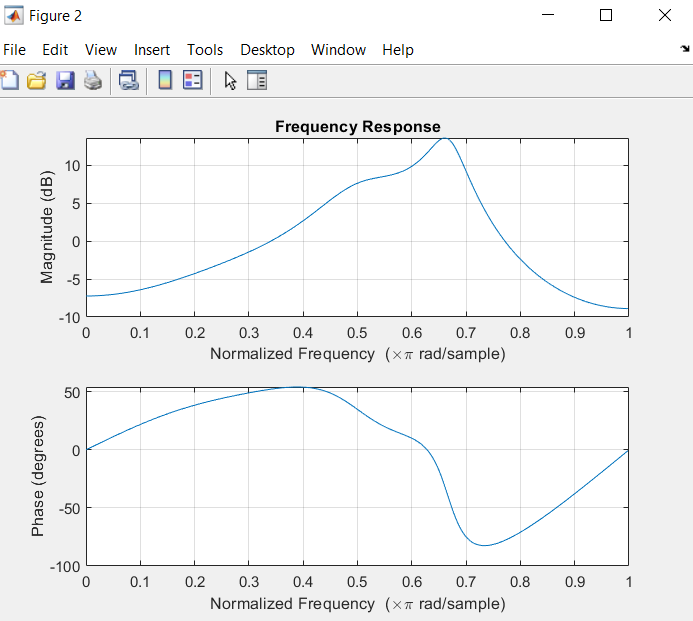 Figure 2
File Edit View Insert Tools Desktop Window Help
Frequency Response
Magnitude (dB)
10
5
0
-5
-10
0 0.1 0.2 0.3 0.4 0.5 0.6 0.7 0.8 0.9 1
Normalized Frequency (×π rad/sample)
Phase (degrees)
50
0
-50
-100
0 0.1 0.2 0.3 0.4 0.5 0.6 0.7 0.8 0.9 1
Normalized Frequency (×π rad/sample)